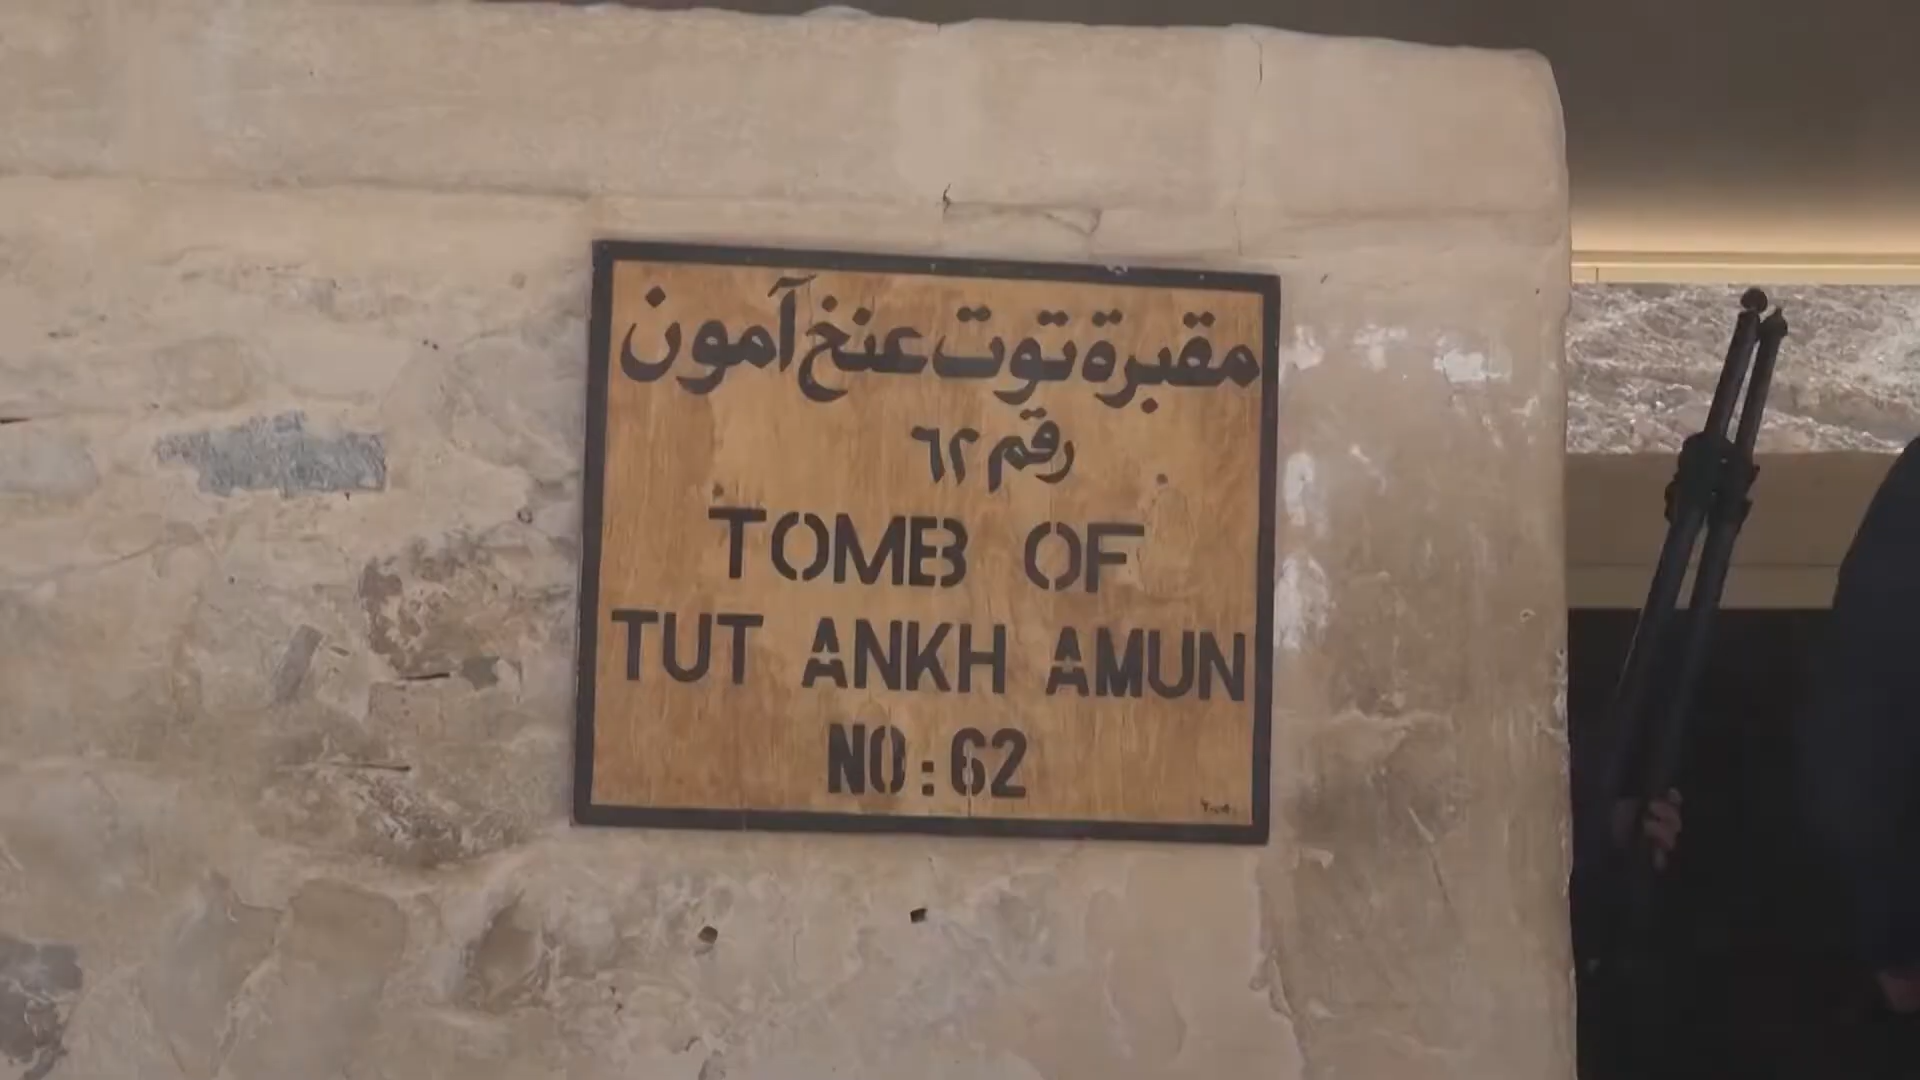 مقبرة توت عنخ آمون
رقم ٦٢
TOMB OF
TUT ANKH AMUN
NO:62